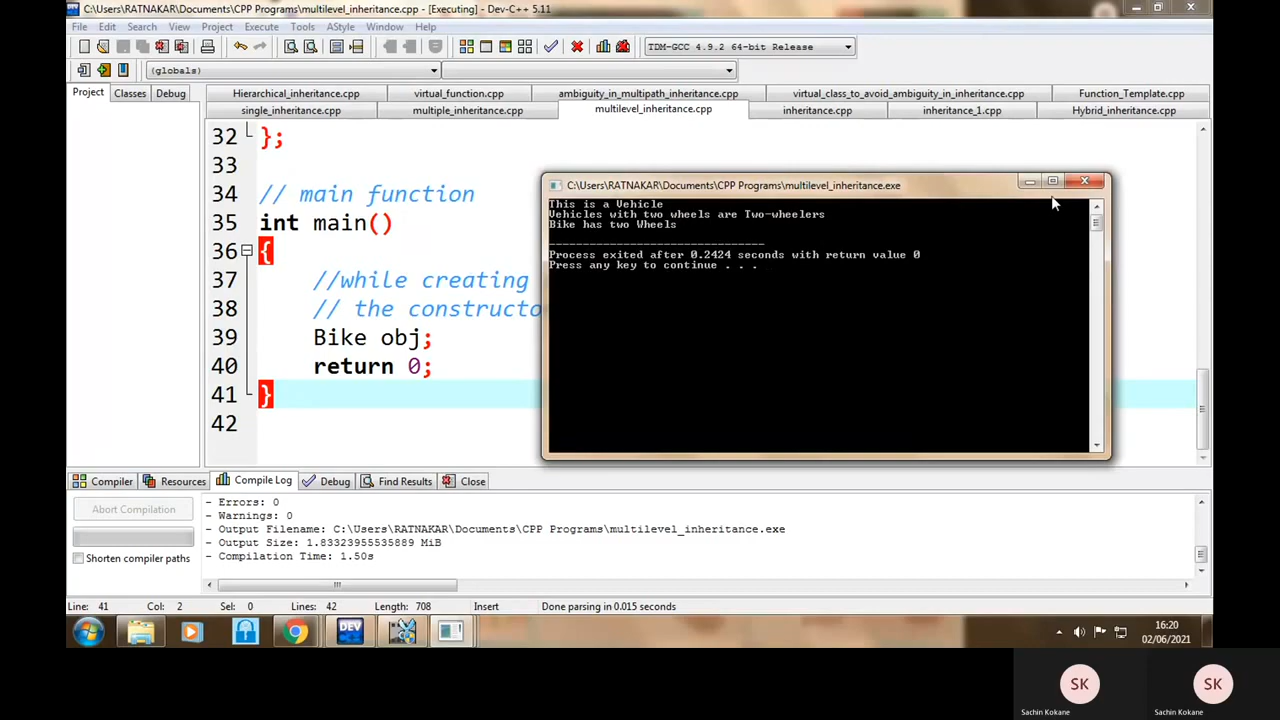 C:\Users\RATNAKAR\Documents\CPP Programs\multilevel_inheritance.cpp - [Executing] - Dev-C++ 5.11
File Edit Search View Project Execute Tools AStyle Window Help
TDM-GCC 4.9.2 64-bit Release
(globals)
Project Classes Debug
Hierarchical_inheritance.cpp virtual_function.cpp ambiguity_in_multipath_inheritance.cpp virtual_class_to_avoid_ambiguity_in_inheritance.cpp Function_Template.cpp
single_inheritance.cpp multiple_inheritance.cpp multilevel_inheritance.cpp inheritance.cpp inheritance_1.cpp Hybrid_inheritance.cpp
32 };
33
34 // main function
35 int main()
36 {
37 //while creating
38 // the constructo
39 Bike obj;
40 return 0;
41 }
42
C:\Users\RATNAKAR\Documents\CPP Programs\multilevel_inheritance.exe
This is a Vehicle
Vehicles with two wheels are Two-wheelers
Bike has two Wheels
--------------------------------
Process exited after 0.2424 seconds with return value 0
Press any key to continue . . .
Compiler Resources Compile Log Debug Find Results Close
Abort Compilation
Shorten compiler paths
- Errors: 0
- Warnings: 0
- Output Filename: C:\Users\RATNAKAR\Documents\CPP Programs\multilevel_inheritance.exe
- Output Size: 1.83323955535889 MiB
- Compilation Time: 1.50s
Line: 41 Col: 2 Sel: 0 Lines: 42 Length: 708 Insert Done parsing in 0.015 seconds
DEV
16:20
02/06/2021
SK SK
Sachin Kokane Sachin Kokane